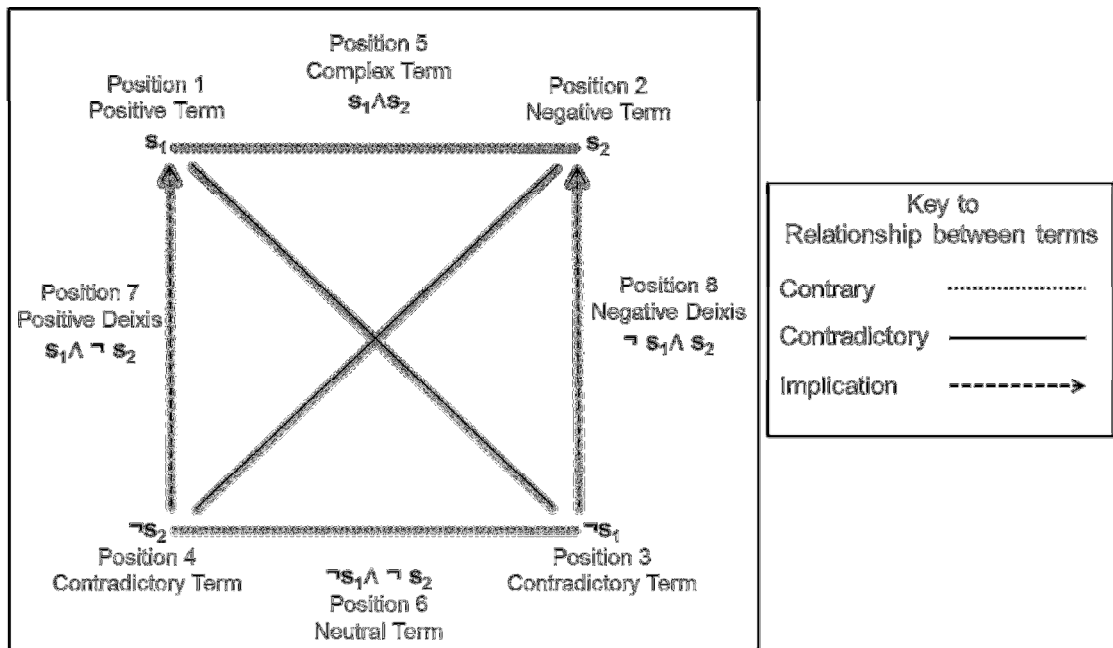 Position 5
Complex Term
s₁∧s₂
Position 1
Positive Term
s₁
Position 2
Negative Term
s₂
Position 7
Positive Deixis
s₁∧ ¬ s₂
Position 8
Negative Deixis
¬ s₁∧ s₂
¬s₂
Position 4
Contradictory Term
¬s₁∧ ¬ s₂
Position 6
Neutral Term
¬s₁
Position 3
Contradictory Term
Key to
Relationship between terms
Contrary
Contradictory
Implication